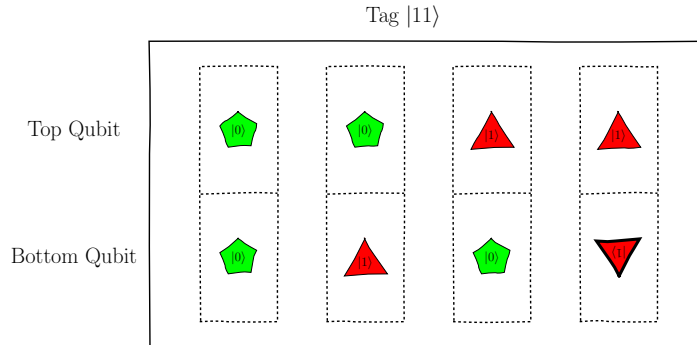 Tag |11⟩
Top Qubit |0⟩ |0⟩ |1⟩ |1⟩
Bottom Qubit |0⟩ |1⟩ |0⟩ ⟨1|